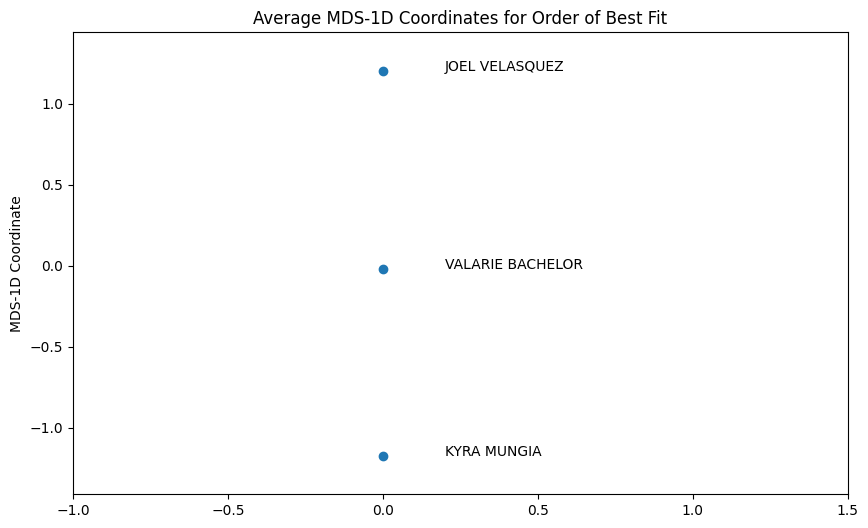 Average MDS-1D Coordinates for Order of Best Fit
JOEL VELASQUEZ
1.0
0.5
MDS-1D Coordinate
0.0
VALARIE BACHELOR
−0.5
−1.0
KYRA MUNGIA
−1.0 −0.5 0.0 0.5 1.0 1.5